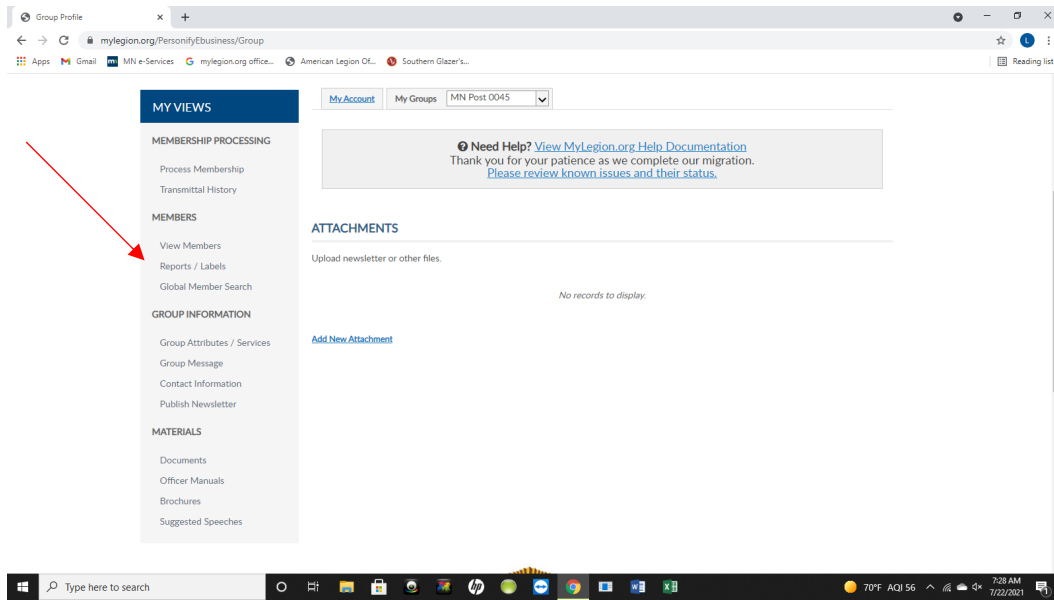 Group Profile
mylegion.org/PersonifyEbusiness/Group
L
Apps M Gmail MN e-Services G mylegion.org office... American Legion Of... Southern Glazer's... Reading list
MY VIEWS
MEMBERSHIP PROCESSING
Process Membership
Transmittal History
MEMBERS
View Members
Reports / Labels
Global Member Search
GROUP INFORMATION
Group Attributes / Services
Group Message
Contact Information
Publish Newsletter
MATERIALS
Documents
Officer Manuals
Brochures
Suggested Speeches
My Account My Groups MN Post 0045
Need Help? View MyLegion.org Help Documentation
Thank you for your patience as we complete our migration.
Please review known issues and their status.
ATTACHMENTS
Upload newsletter or other files.
No records to display.
Add New Attachment
Type here to search
70°F AQI 56
7:28 AM
7/22/2021